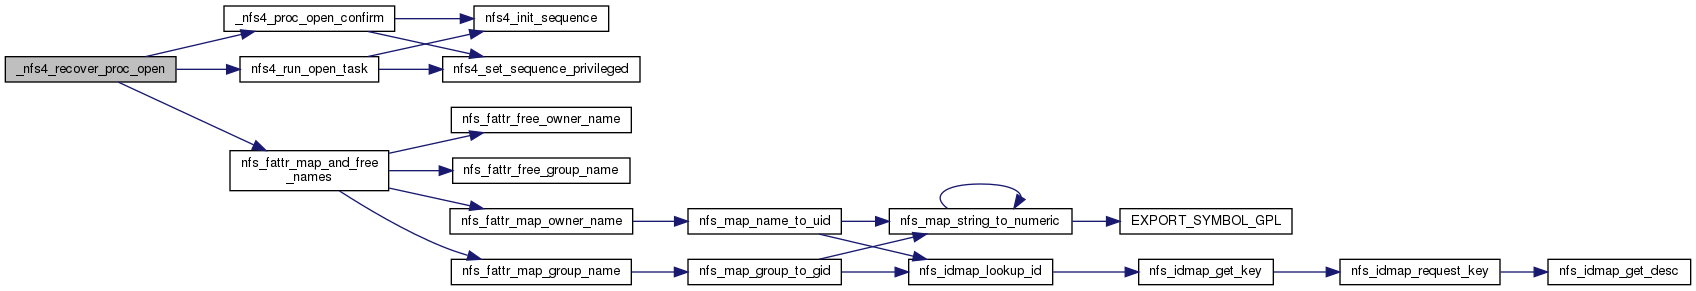 _nfs4_proc_open_confirm
nfs4_init_sequence
_nfs4_recover_proc_open
nfs4_run_open_task
nfs4_set_sequence_privileged
nfs_fattr_free_owner_name
nfs_fattr_map_and_free
_names
nfs_fattr_free_group_name
nfs_fattr_map_owner_name
nfs_map_name_to_uid
nfs_map_string_to_numeric
EXPORT_SYMBOL_GPL
nfs_fattr_map_group_name
nfs_map_group_to_gid
nfs_idmap_lookup_id
nfs_idmap_get_key
nfs_idmap_request_key
nfs_idmap_get_desc